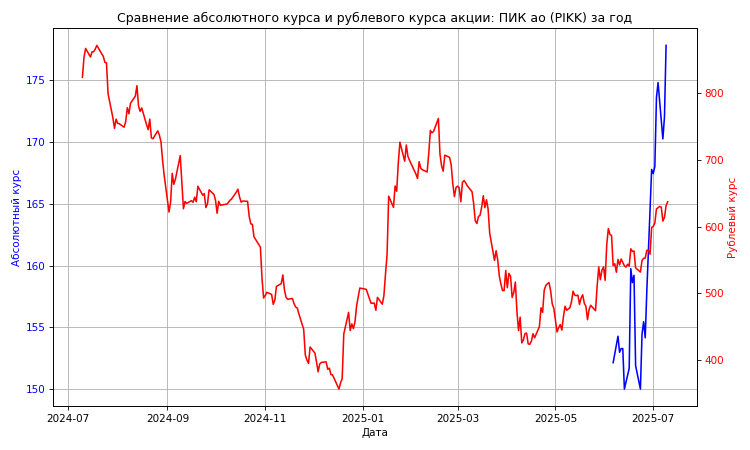 Сравнение абсолютного курса и рублевого курса акции: ПИК ао (PIKK) за год
Абсолютный курс
175
170
165
160
155
150
800
700
600
500
400
Рублевый курс
2024-07 2024-09 2024-11 2025-01 2025-03 2025-05 2025-07
Дата